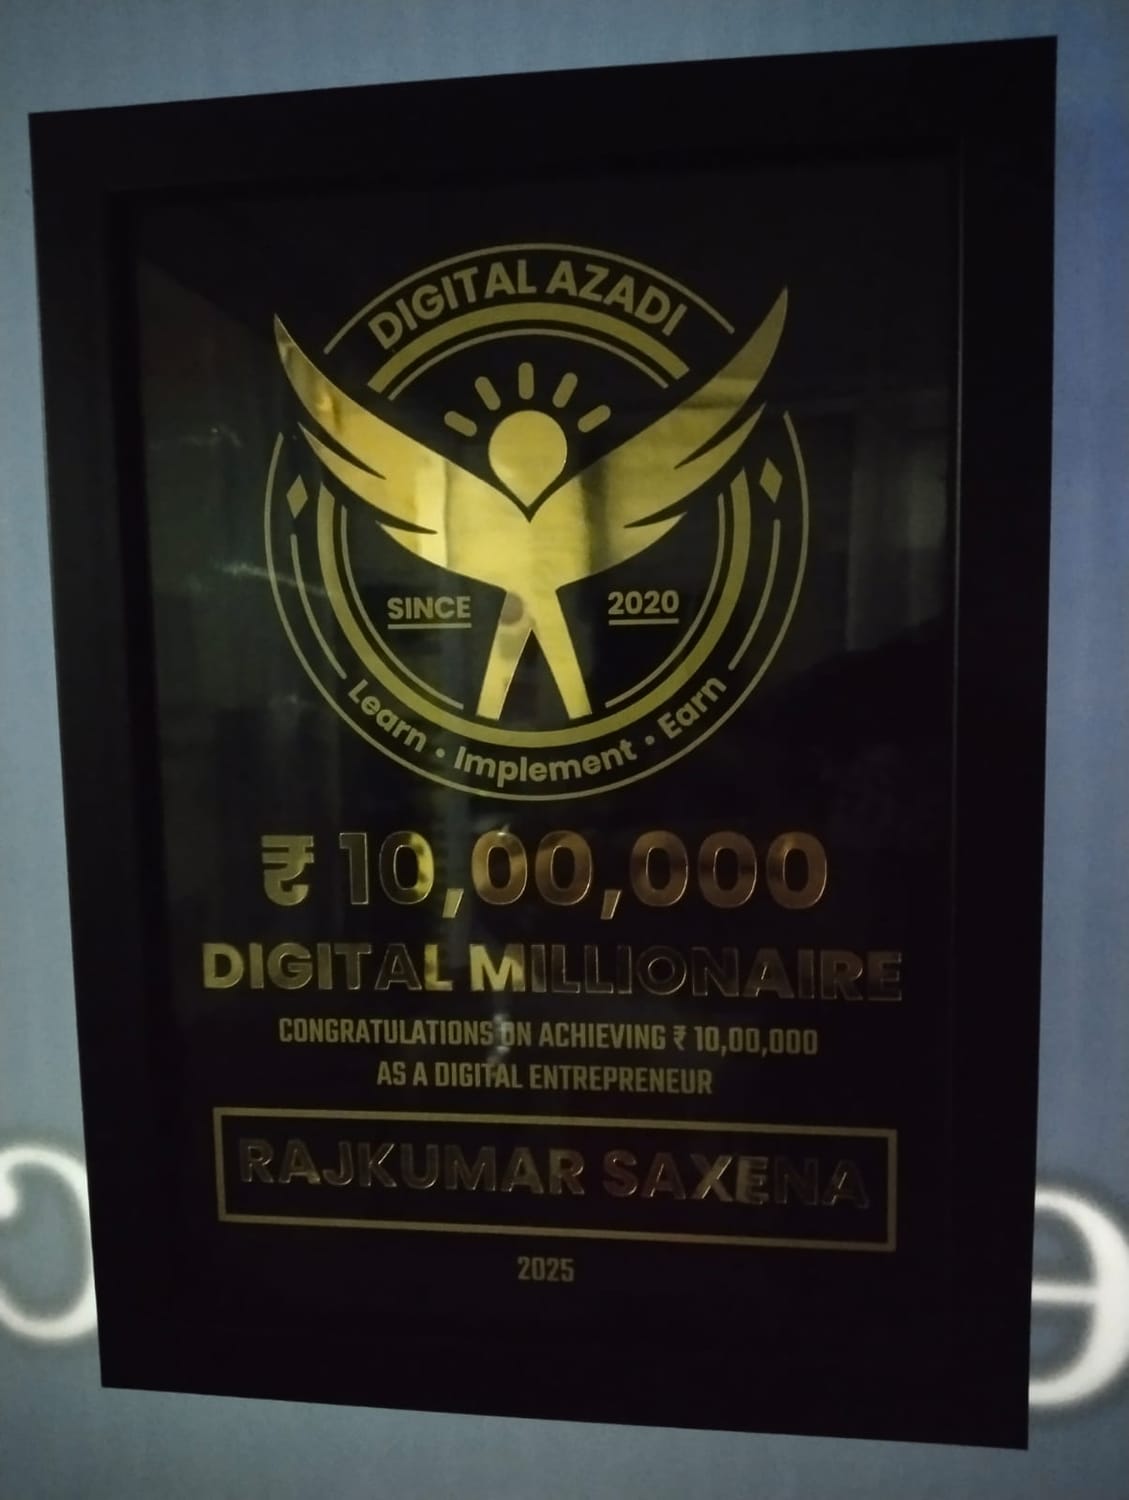 DIGITAL AZADI
SINCE 2020
Learn • Implement • Earn
₹ 10,00,000
DIGITAL MILLIONAIRE
CONGRATULATIONS ON ACHIEVING ₹ 10,00,000
AS A DIGITAL ENTREPRENEUR
RAJKUMAR SAXENA
2025